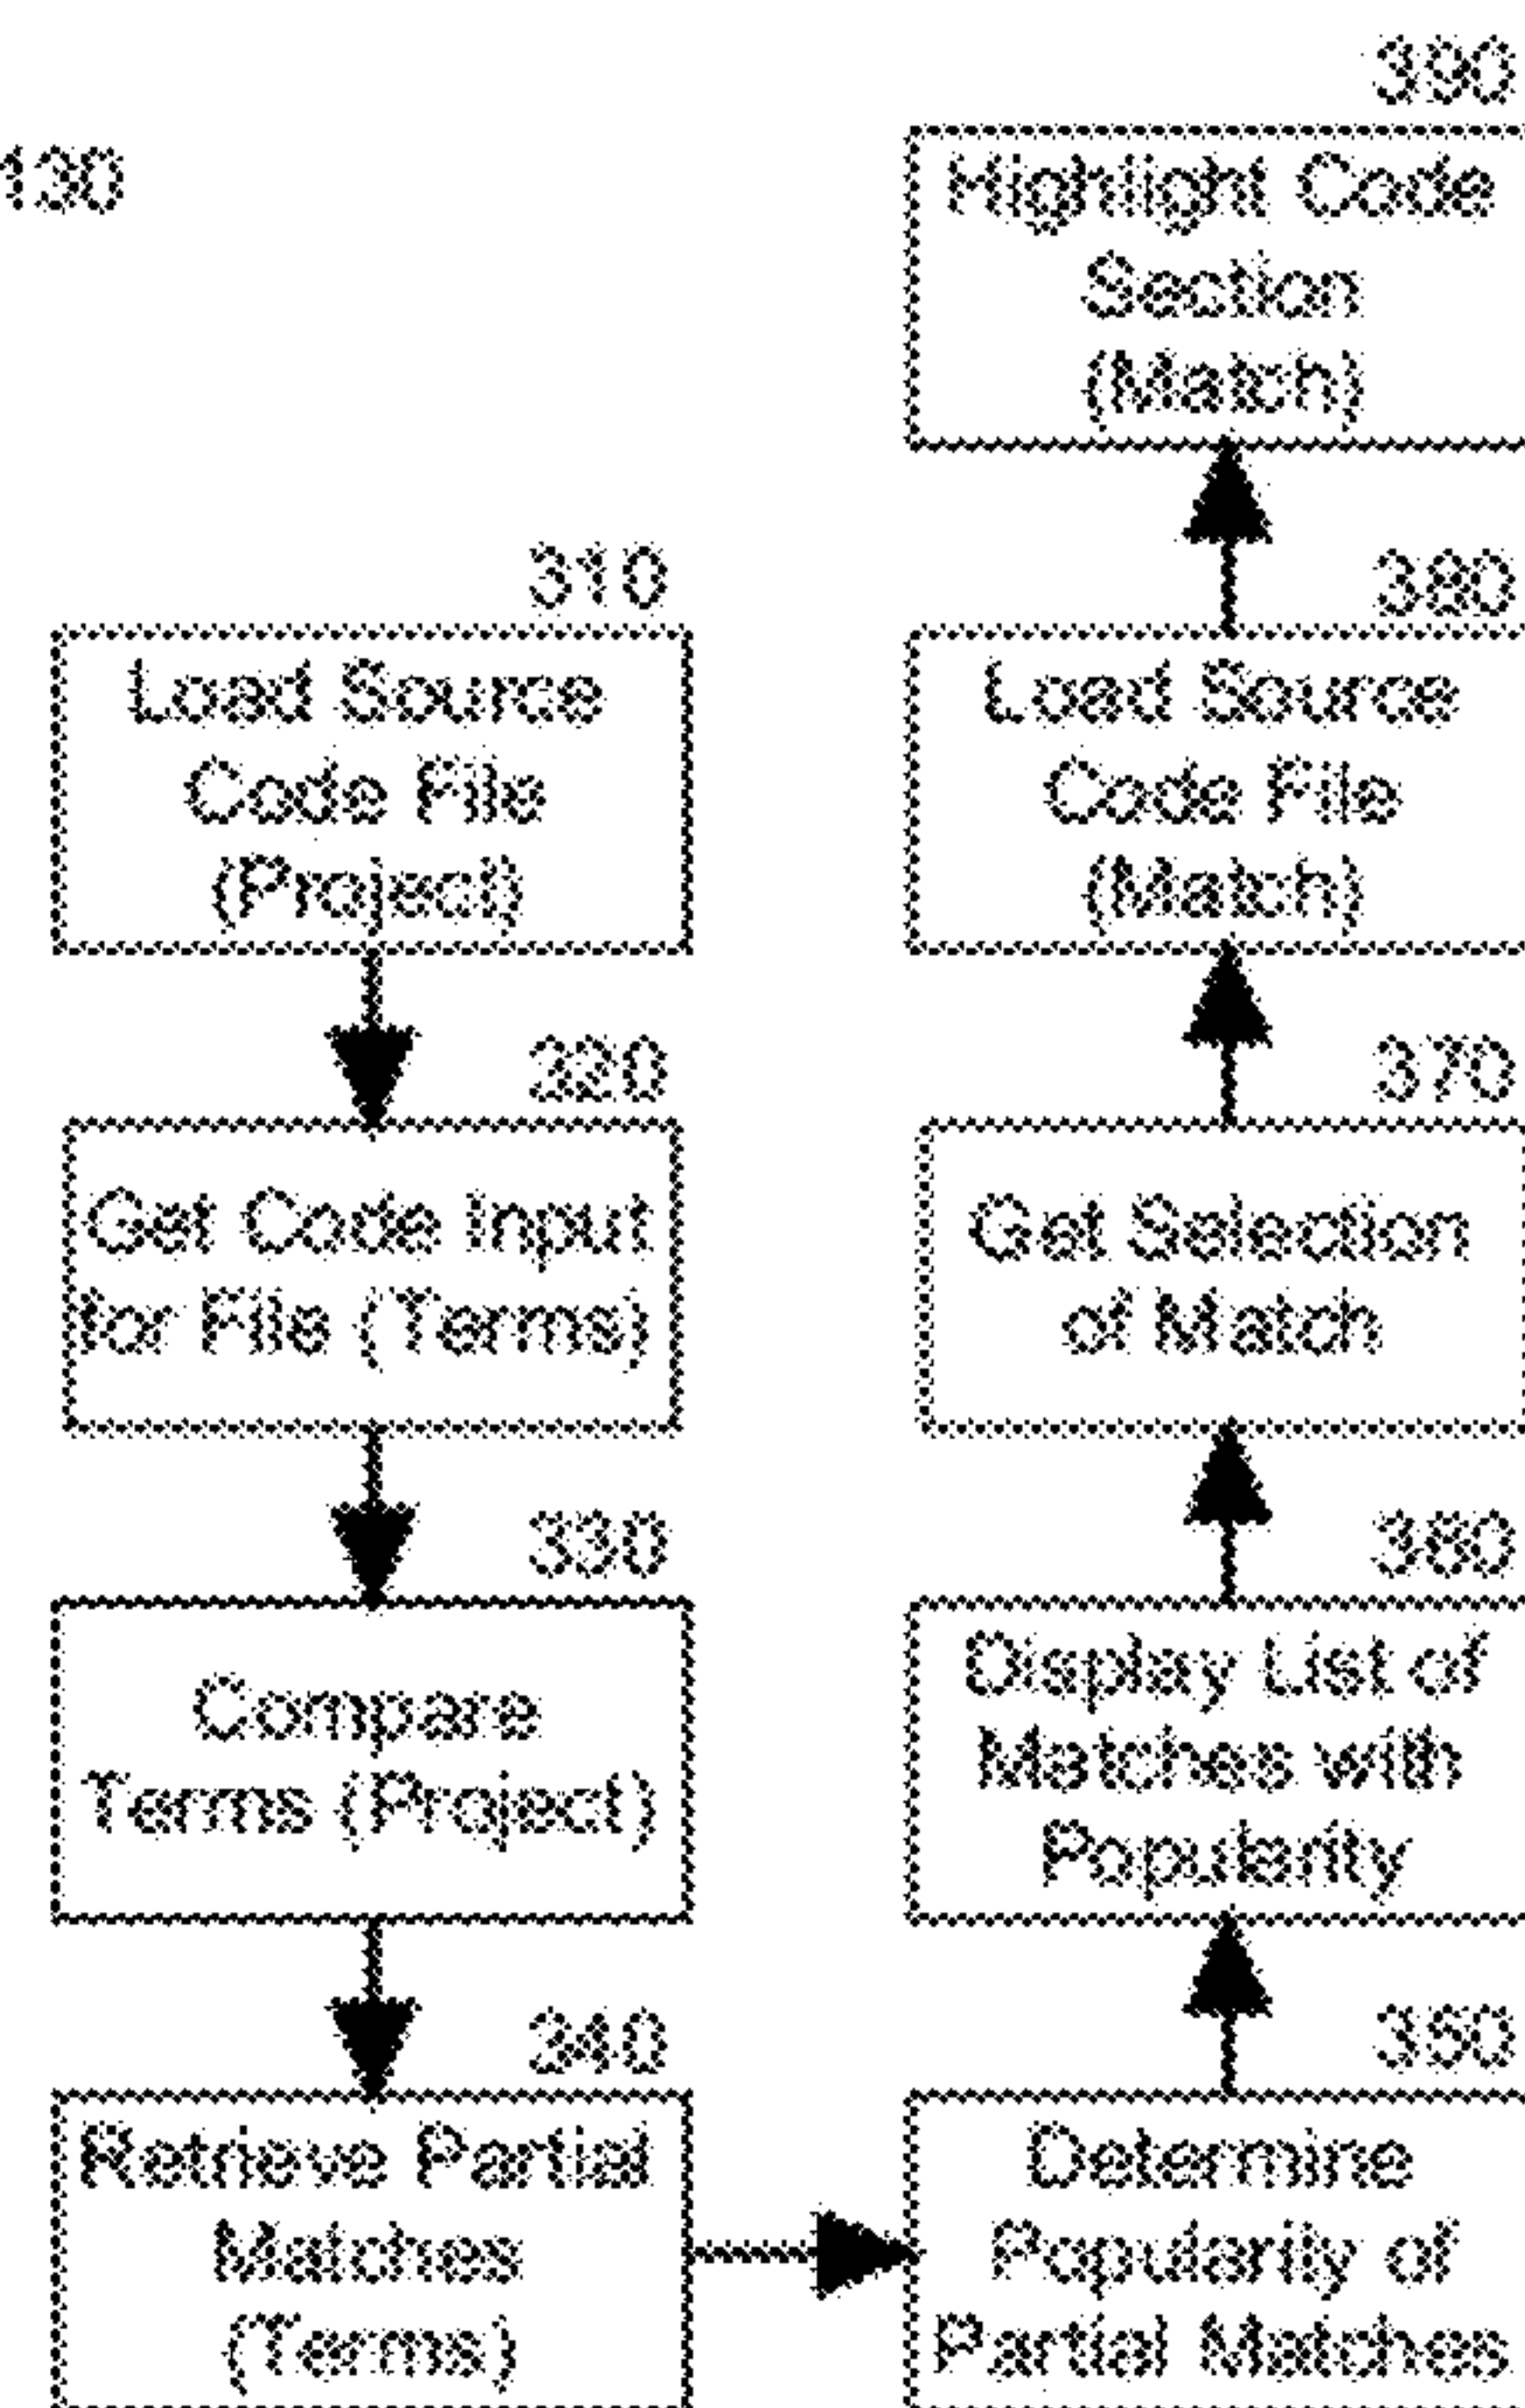 130
310
Load Source
Code File
(Project)
320
Get Code Input
for File (Terms)
330
Compare
Terms (Project)
340
Retrieve Partial
Matches
(Terms)
390
Highlight Code
Section
(Match)
380
Load Source
Code File
(Match)
370
Get Selection
of Match
360
Display List of
Matches with
Popularity
350
Determine
Popularity of
Partial Matches